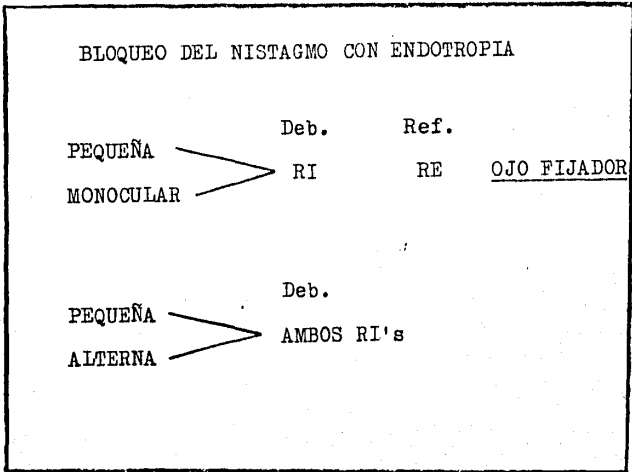 BLOQUEO DEL NISTAGMO CON ENDOTROPIA
Deb. Ref.
PEQUEÑA
RI RE OJO FIJADOR
MONOCULAR
Deb.
PEQUEÑA
AMBOS RI's
ALTERNA